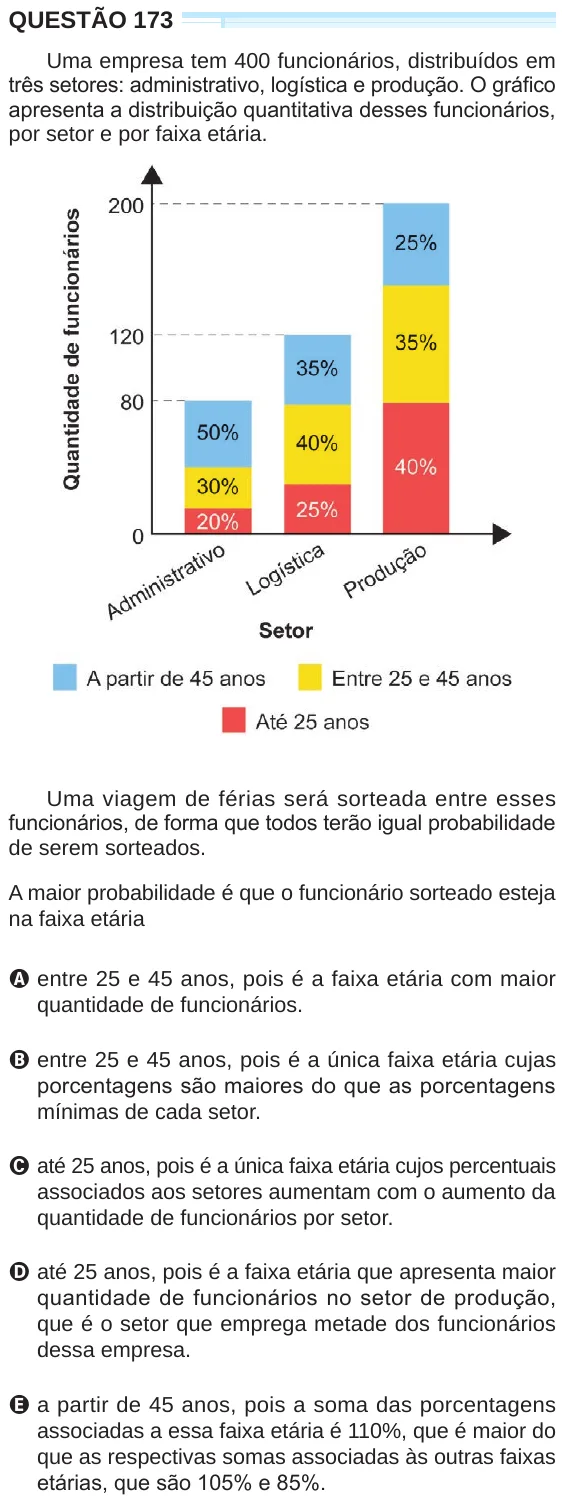 QUESTÃO 173
Uma empresa tem 400 funcionários, distribuídos em
três setores: administrativo, logística e produção. O gráfico
apresenta a distribuição quantitativa desses funcionários,
por setor e por faixa etária.
Quantidade de funcionários
200
120
80
0
50%
30%
20%
35%
40%
25%
25%
35%
40%
Administrativo
Logística
Produção
Setor
A partir de 45 anos
Entre 25 e 45 anos
Até 25 anos
Uma viagem de férias será sorteada entre esses
funcionários, de forma que todos terão igual probabilidade
de serem sorteados.
A maior probabilidade é que o funcionário sorteado esteja
na faixa etária
A entre 25 e 45 anos, pois é a faixa etária com maior
quantidade de funcionários.
B entre 25 e 45 anos, pois é a única faixa etária cujas
porcentagens são maiores do que as porcentagens
mínimas de cada setor.
C até 25 anos, pois é a única faixa etária cujos percentuais
associados aos setores aumentam com o aumento da
quantidade de funcionários por setor.
D até 25 anos, pois é a faixa etária que apresenta maior
quantidade de funcionários no setor de produção,
que é o setor que emprega metade dos funcionários
dessa empresa.
E a partir de 45 anos, pois a soma das porcentagens
associadas a essa faixa etária é 110%, que é maior do
que as respectivas somas associadas às outras faixas
etárias, que são 105% e 85%.